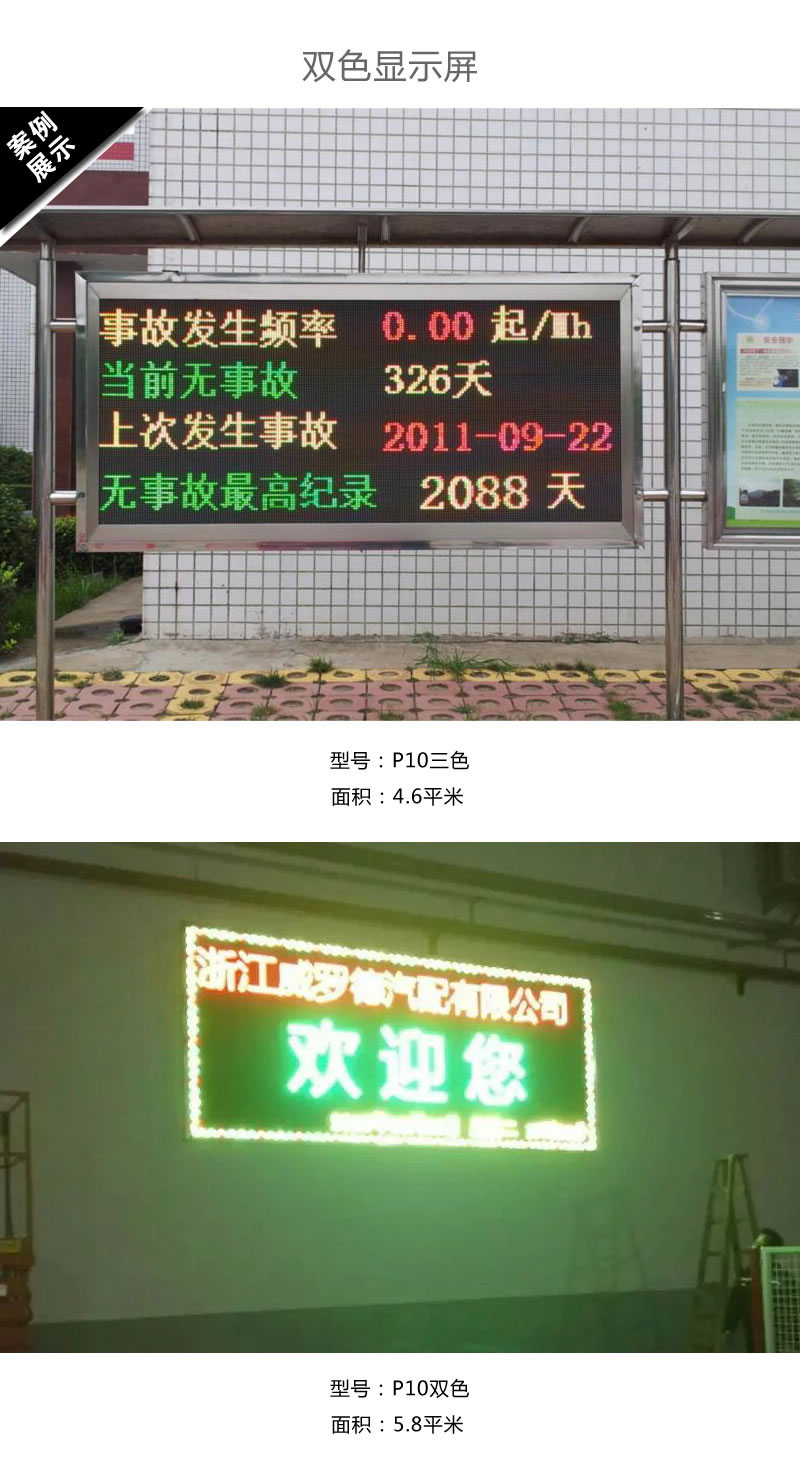 双色显示屏
案例
展示
事故发生频率 0.00 起/Mh
当前无事故 326天
上次发生事故 2011-09-22
无事故最高纪录 2088 天
安全园地
型号：P10三色
面积：4.6平米
浙江威罗德汽配有限公司
欢迎您
型号：P10双色
面积：5.8平米